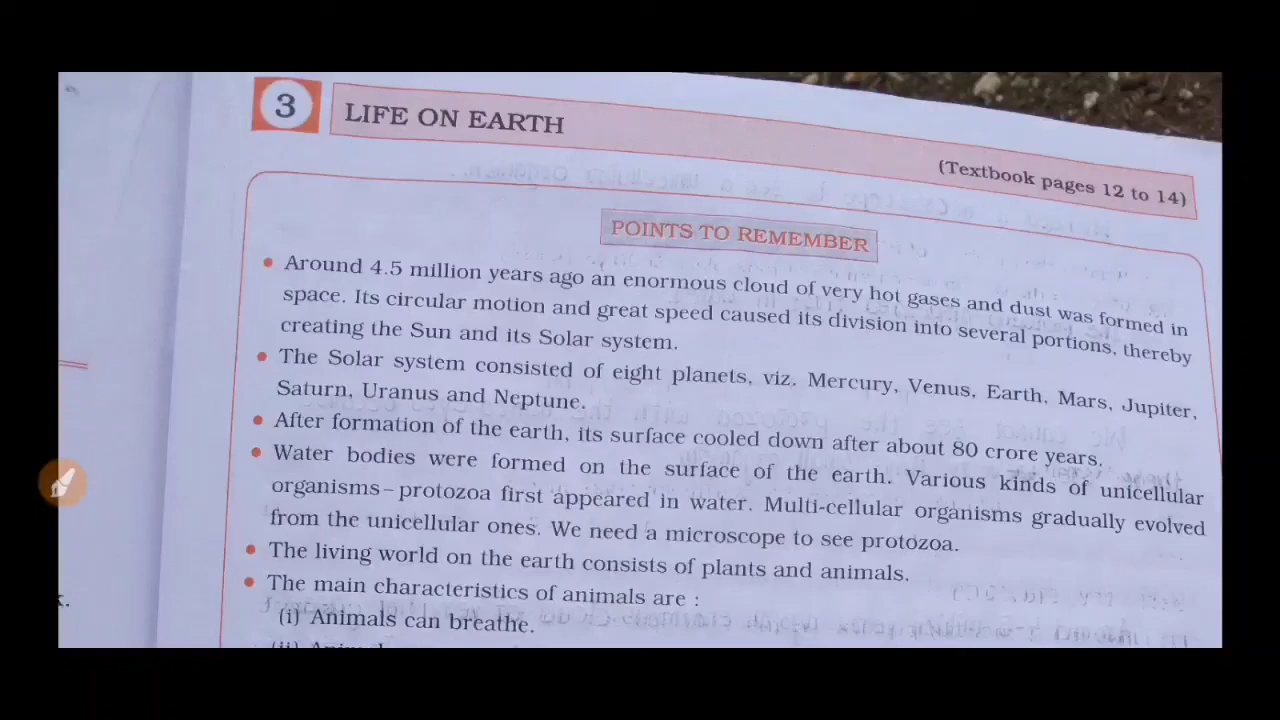 3
LIFE ON EARTH
(Textbook pages 12 to 14)
POINTS TO REMEMBER
• Around 4.5 million years ago an enormous cloud of very hot gases and dust was formed in
space. Its circular motion and great speed caused its division into several portions, thereby
creating the Sun and its Solar system.
• The Solar system consisted of eight planets, viz. Mercury, Venus, Earth, Mars, Jupiter,
Saturn, Uranus and Neptune.
• After formation of the earth, its surface cooled down after about 80 crore years.
• Water bodies were formed on the surface of the earth. Various kinds of unicellular
organisms – protozoa first appeared in water. Multi-cellular organisms gradually evolved
from the unicellular ones. We need a microscope to see protozoa.
• The living world on the earth consists of plants and animals.
• The main characteristics of animals are :
(i) Animals can breathe.